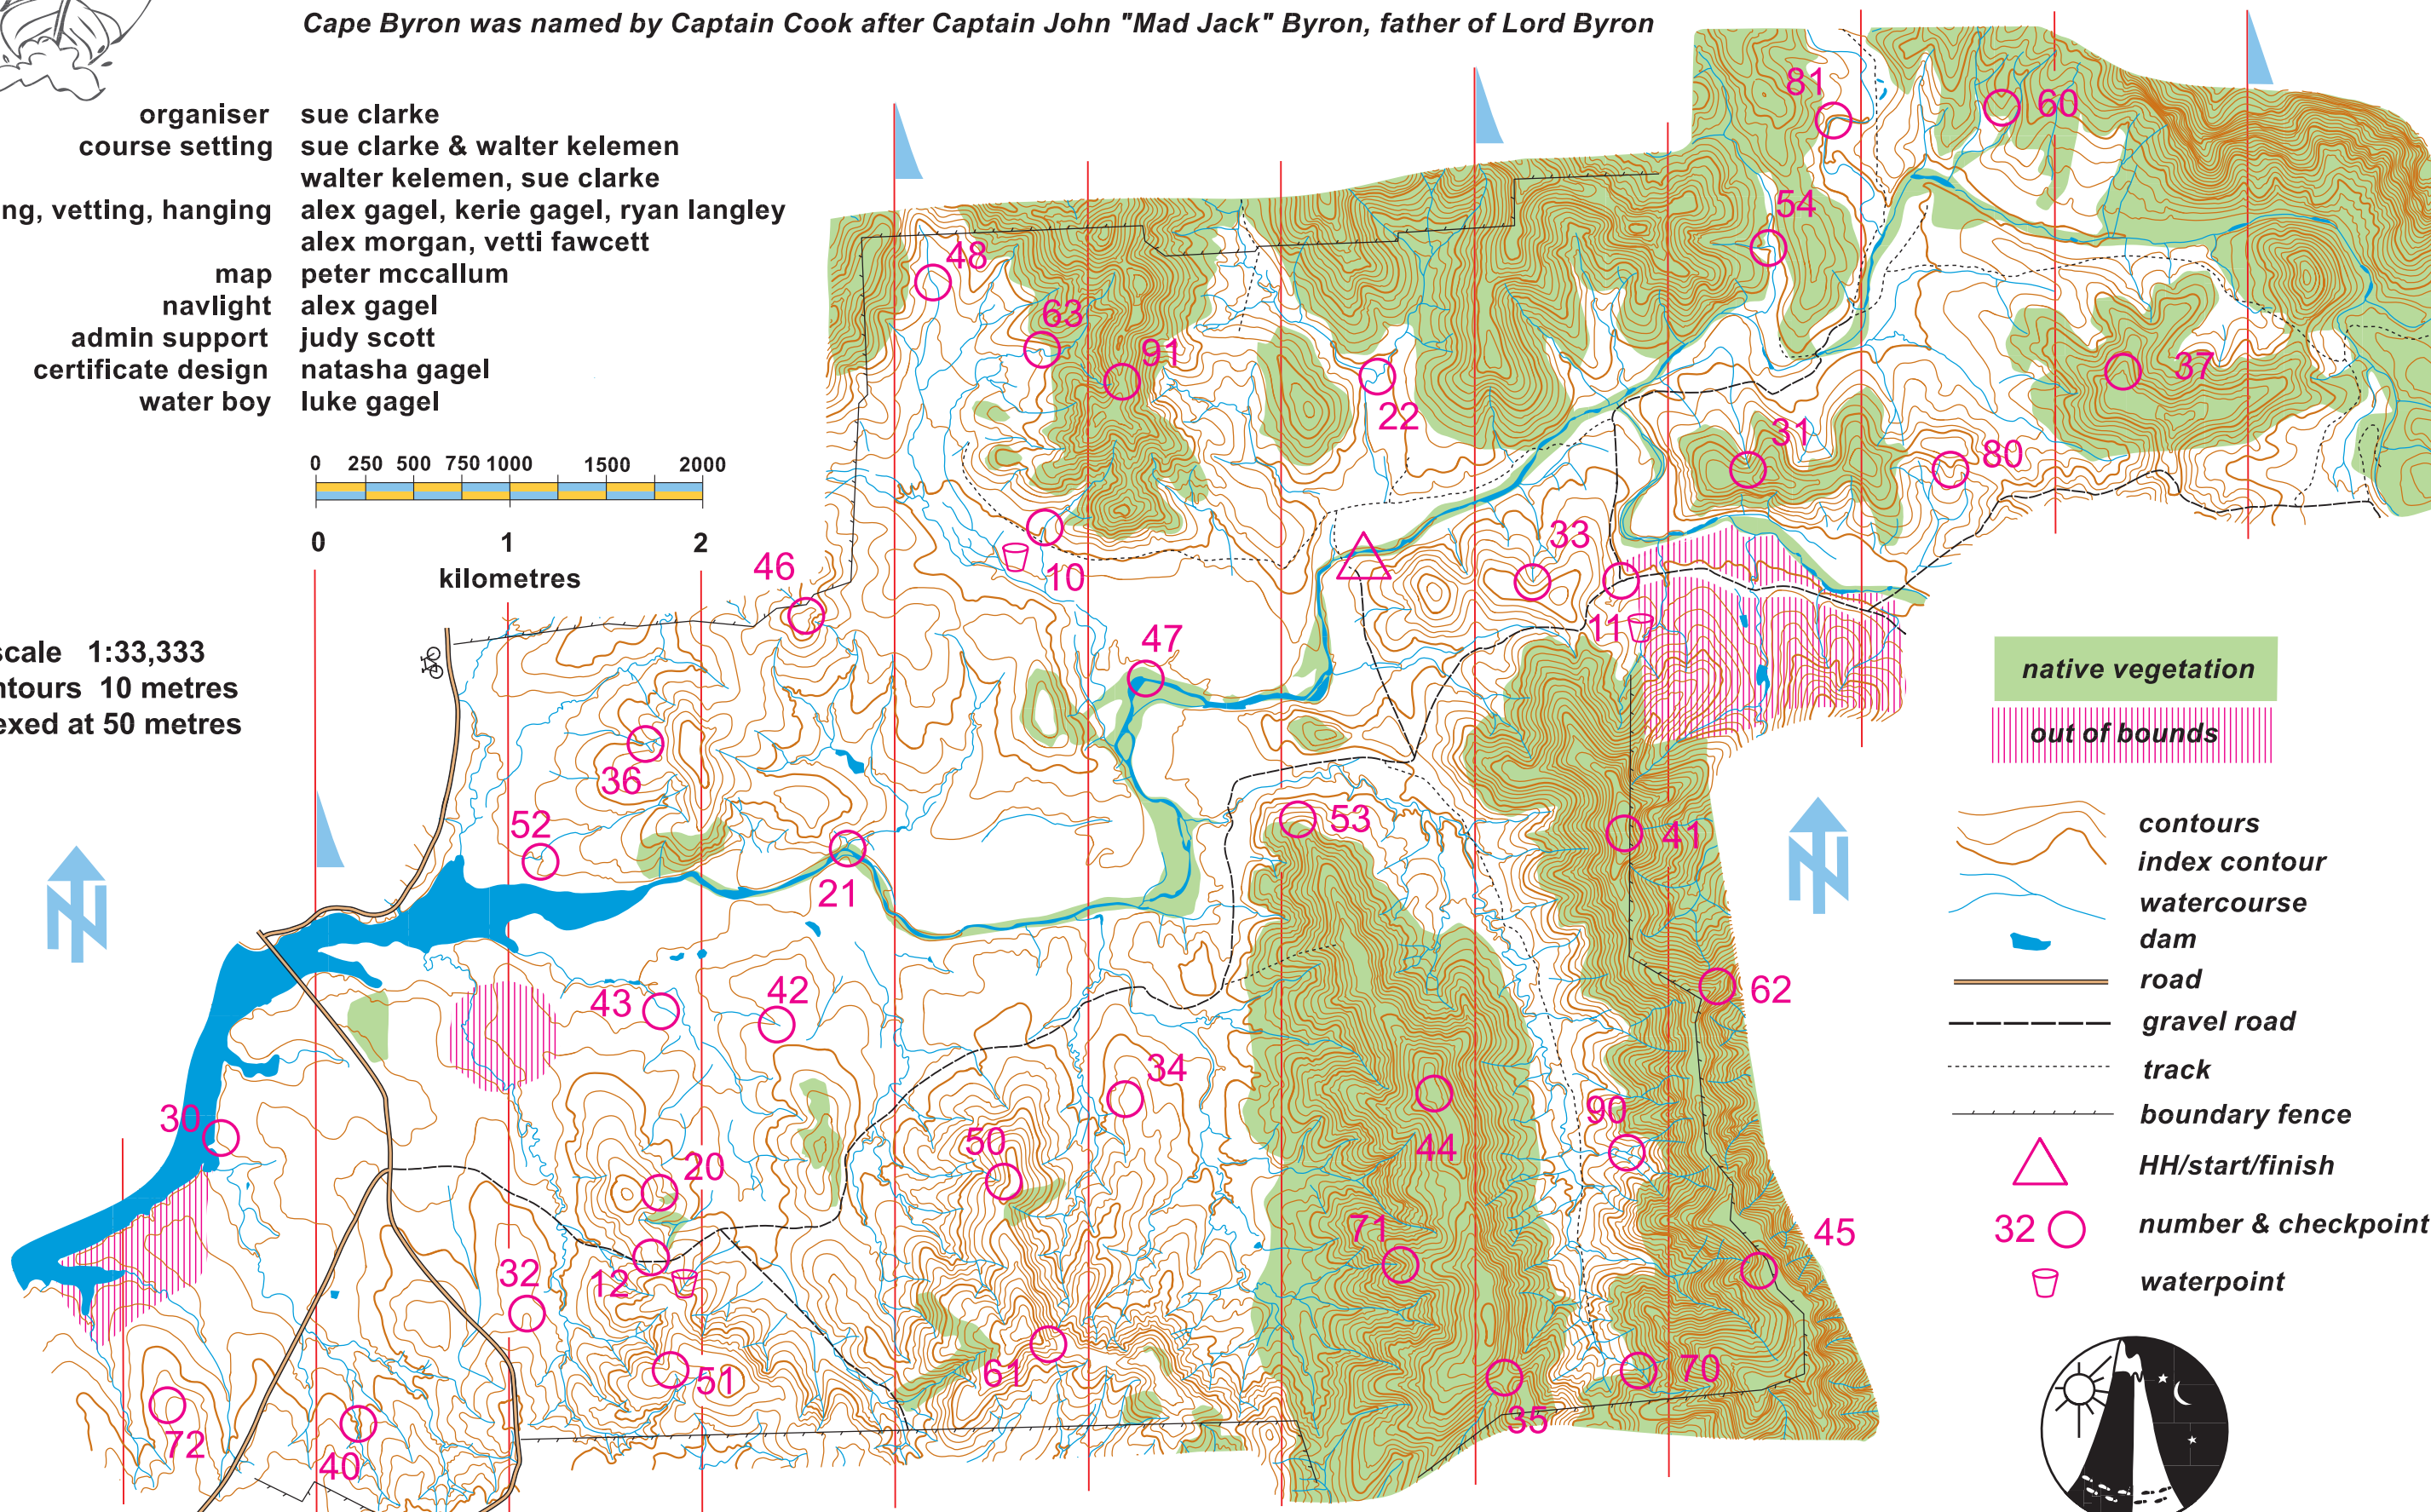 Cape Byron was named by Captain Cook after Captain John "Mad Jack" Byron, father of Lord Byron
organiser sue clarke
course setting sue clarke & walter kelemen
walter kelemen, sue clarke
ng, vetting, hanging alex gagel, kerie gagel, ryan langley
alex morgan, vetti fawcett
map peter mccallum
navlight alex gagel
admin support judy scott
certificate design natasha gagel
water boy luke gagel
0 250 500 750 1000 1500 2000
0 1 2
kilometres
scale 1:33,333
ntours 10 metres
exed at 50 metres
81
60
54
48
63
91
22
37
31
80
33
10
46
11
47
36
52
53
41
21
43
42
62
34
30
50
90
44
20
71
45
32
12
51
61
70
35
72
40
N
N
native vegetation
out of bounds
contours
index contour
watercourse
dam
road
gravel road
track
boundary fence
HH/start/finish
32 number & checkpoint
waterpoint